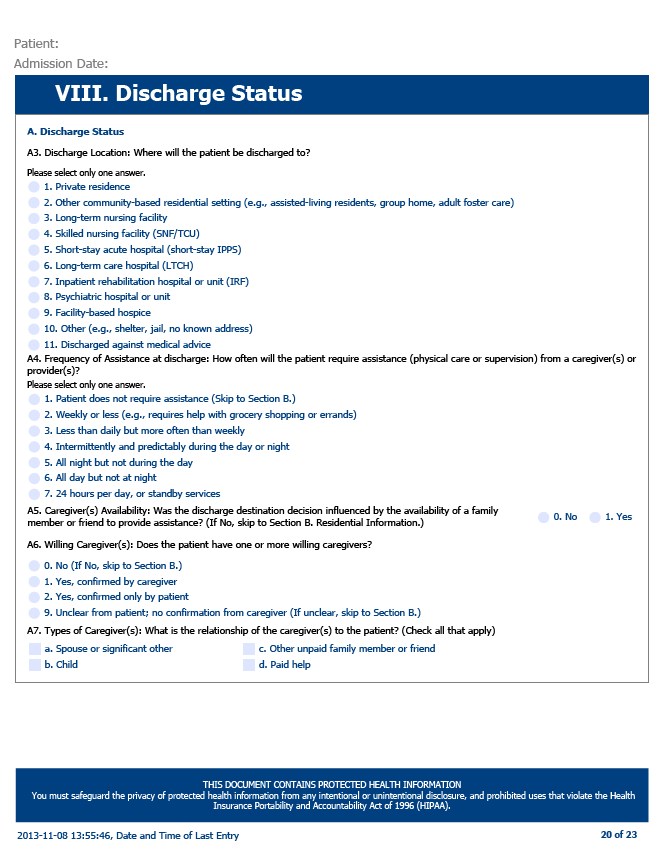 Patient:
Admission Date:
VIII. Discharge Status
A. Discharge Status
A3. Discharge Location: Where will the patient be discharged to?
Please select only one answer.
1. Private residence
2. Other community-based residential setting (e.g., assisted-living residents, group home, adult foster care)
3. Long-term nursing facility
4. Skilled nursing facility (SNF/TCU)
5. Short-stay acute hospital (short-stay IPPS)
6. Long-term care hospital (LTCH)
7. Inpatient rehabilitation hospital or unit (IRF)
8. Psychiatric hospital or unit
9. Facility-based hospice
10. Other (e.g., shelter, jail, no known address)
11. Discharged against medical advice
A4. Frequency of Assistance at discharge: How often will the patient require assistance (physical care or supervision) from a caregiver(s) or
provider(s)?
Please select only one answer.
1. Patient does not require assistance (Skip to Section B.)
2. Weekly or less (e.g., requires help with grocery shopping or errands)
3. Less than daily but more often than weekly
4. Intermittently and predictably during the day or night
5. All night but not during the day
6. All day but not at night
7. 24 hours per day, or standby services
A5. Caregiver(s) Availability: Was the discharge destination decision influenced by the availability of a family
member or friend to provide assistance? (If No, skip to Section B. Residential Information.)
0. No 1. Yes
A6. Willing Caregiver(s): Does the patient have one or more willing caregivers?
0. No (If No, skip to Section B.)
1. Yes, confirmed by caregiver
2. Yes, confirmed only by patient
9. Unclear from patient; no confirmation from caregiver (If unclear, skip to Section B.)
A7. Types of Caregiver(s): What is the relationship of the caregiver(s) to the patient? (Check all that apply)
a. Spouse or significant other c. Other unpaid family member or friend
b. Child d. Paid help
THIS DOCUMENT CONTAINS PROTECTED HEALTH INFORMATION
You must safeguard the privacy of protected health information from any intentional or unintentional disclosure, and prohibited uses that violate the Health
Insurance Portability and Accountability Act of 1996 (HIPAA).
2013-11-08 13:55:46, Date and Time of Last Entry 20 of 23